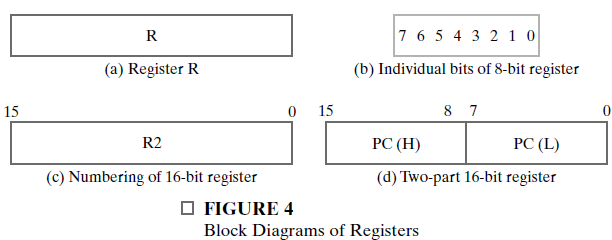 R
7 6 5 4 3 2 1 0
(a) Register R
(b) Individual bits of 8-bit register
15 0
15 8 7 0
R2
PC (H) PC (L)
(c) Numbering of 16-bit register
(d) Two-part 16-bit register
FIGURE 4
Block Diagrams of Registers